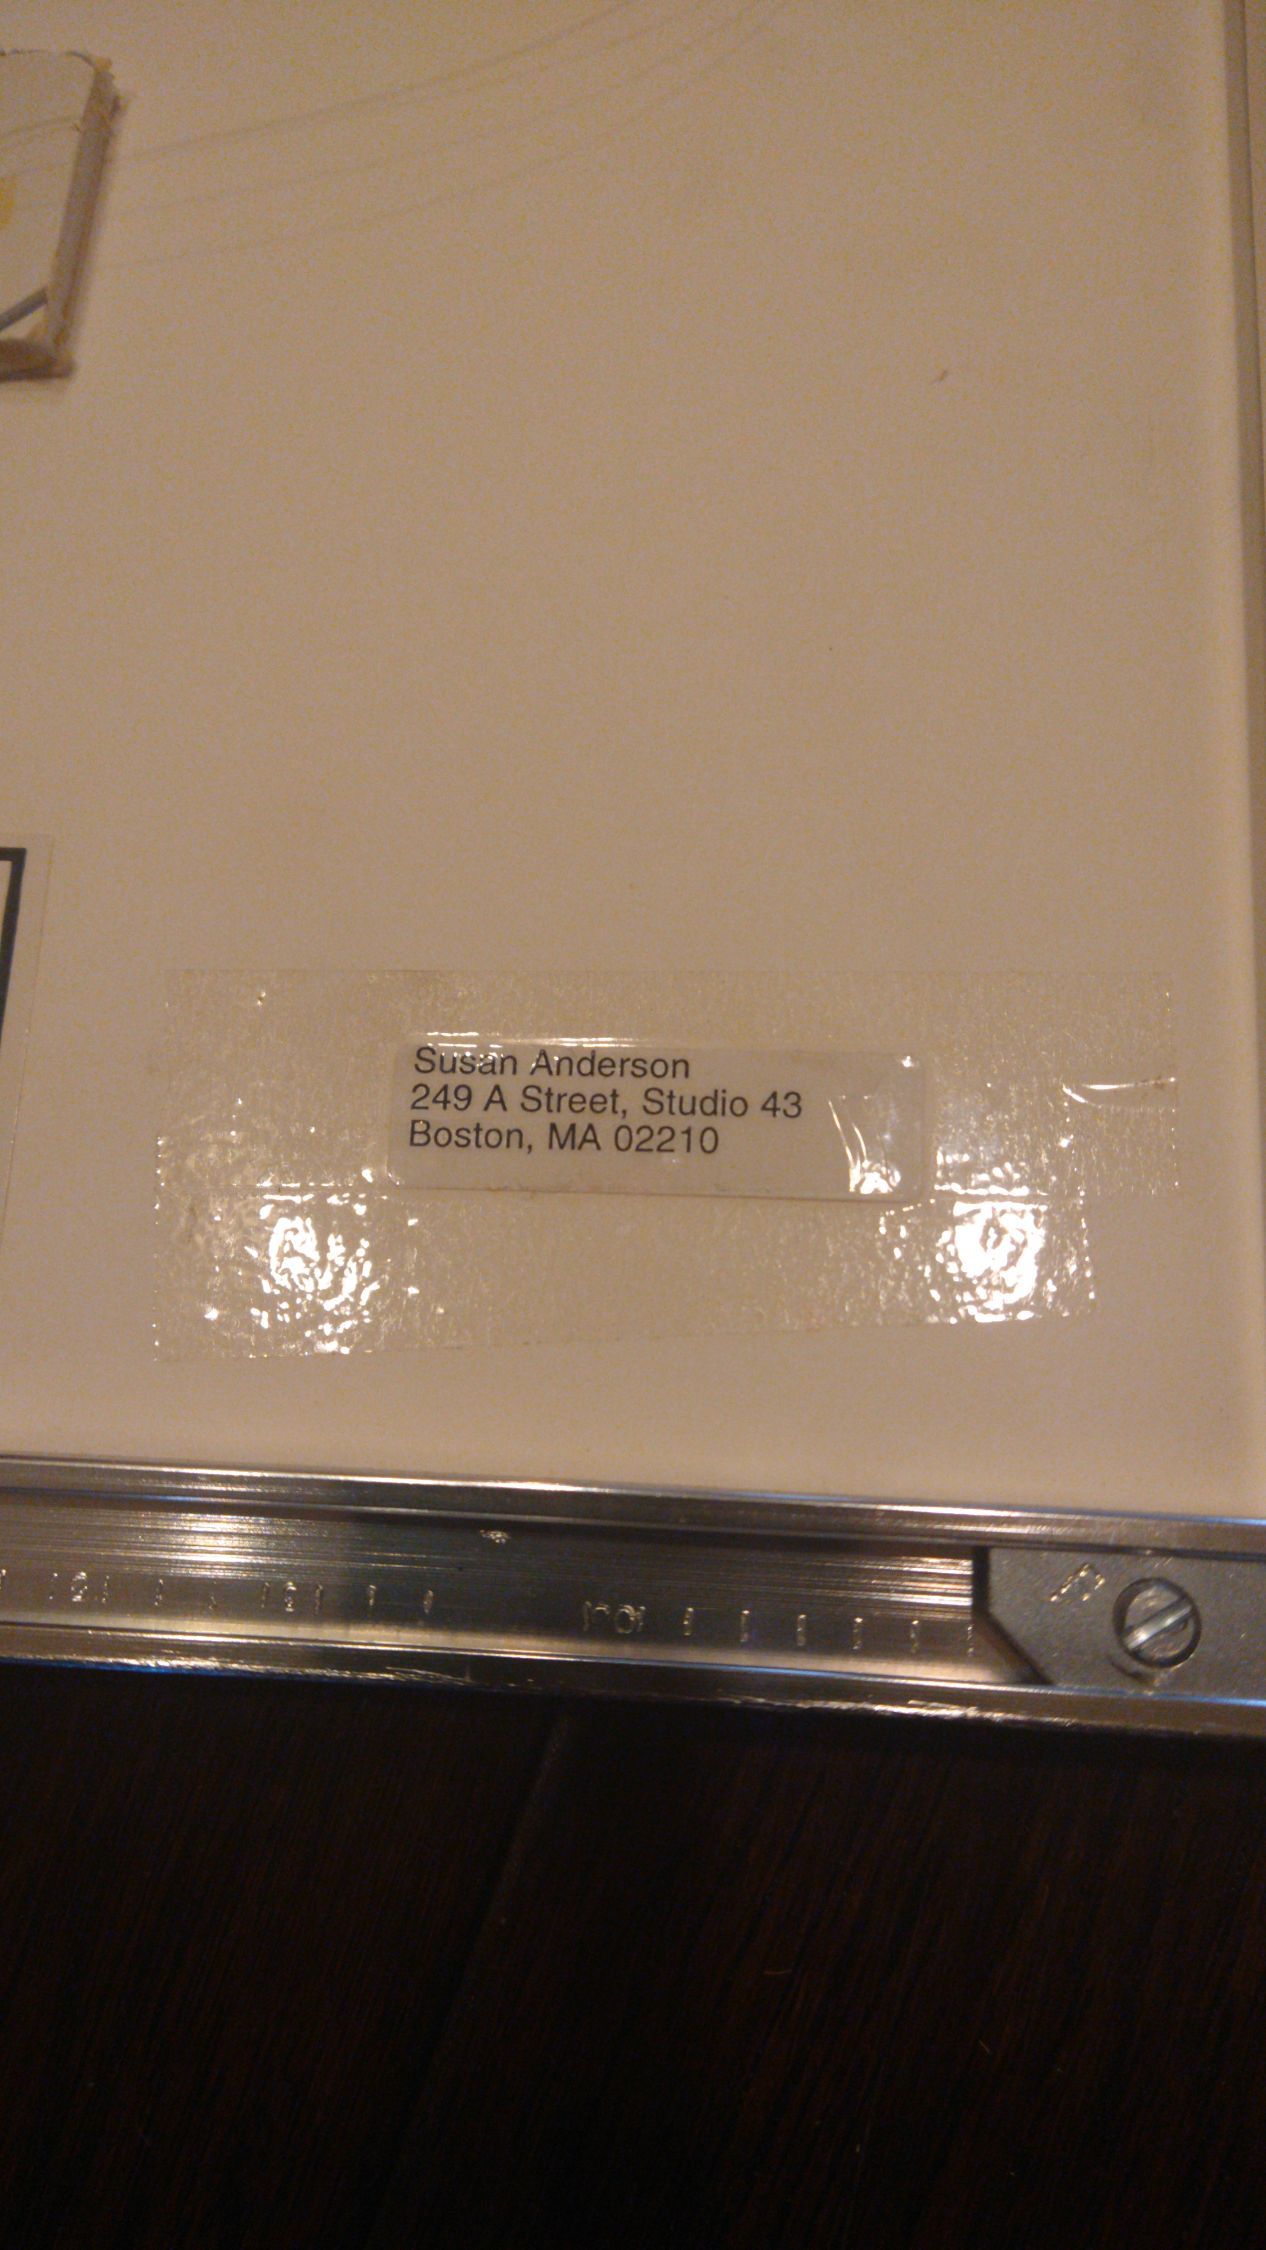 Susan Anderson
249 A Street, Studio 43
Boston, MA 02210